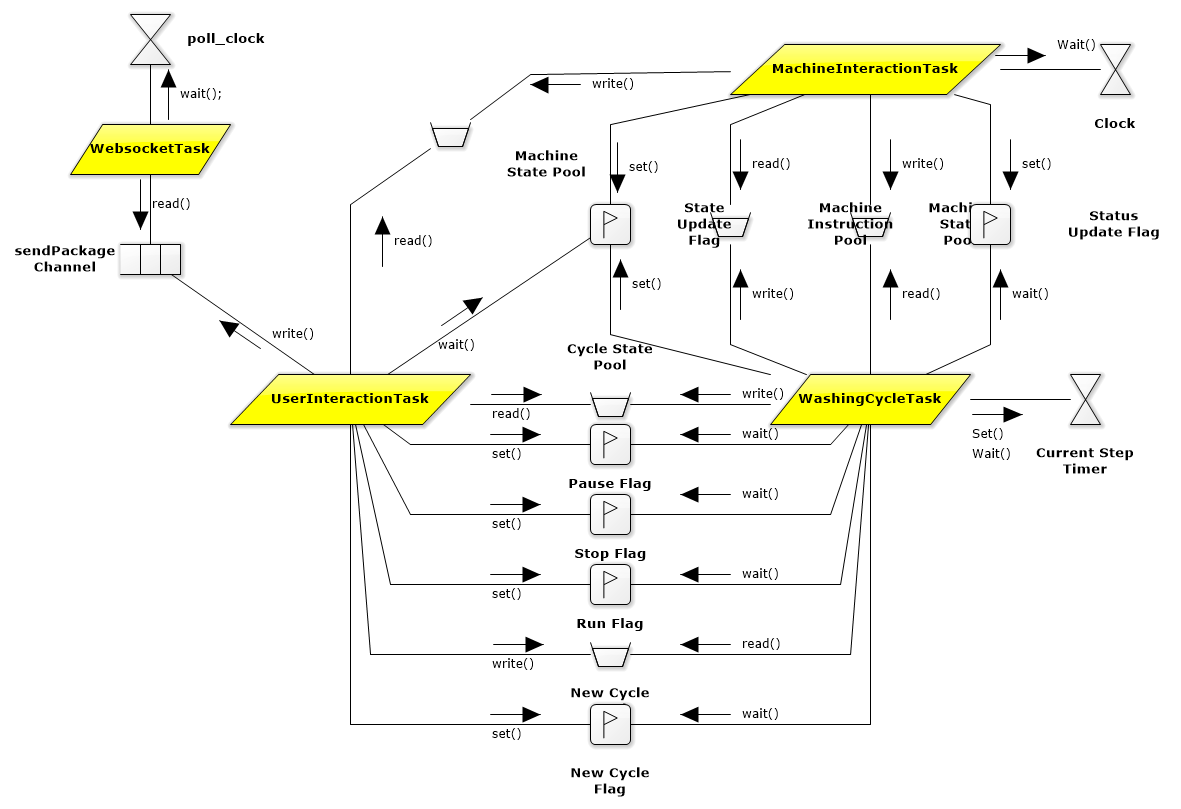 poll_clock
Wait()
MachineInteractionTask
write()
wait();
Clock
WebsocketTask
Machine
State Pool
set()
read()
write()
set()
read()
State
Update
Flag
Machine
Instruction
Pool
Machi
Stat
Poo
Status
Update Flag
sendPackage
Channel
read()
set()
write()
read()
wait()
write()
wait()
Cycle State
Pool
UserInteractionTask
WashingCycleTask
read()
write()
set()
wait()
Set()
Wait()
Current Step
Timer
Pause Flag
set()
wait()
Stop Flag
set()
wait()
Run Flag
write()
read()
New Cycle
set()
wait()
New Cycle
Flag